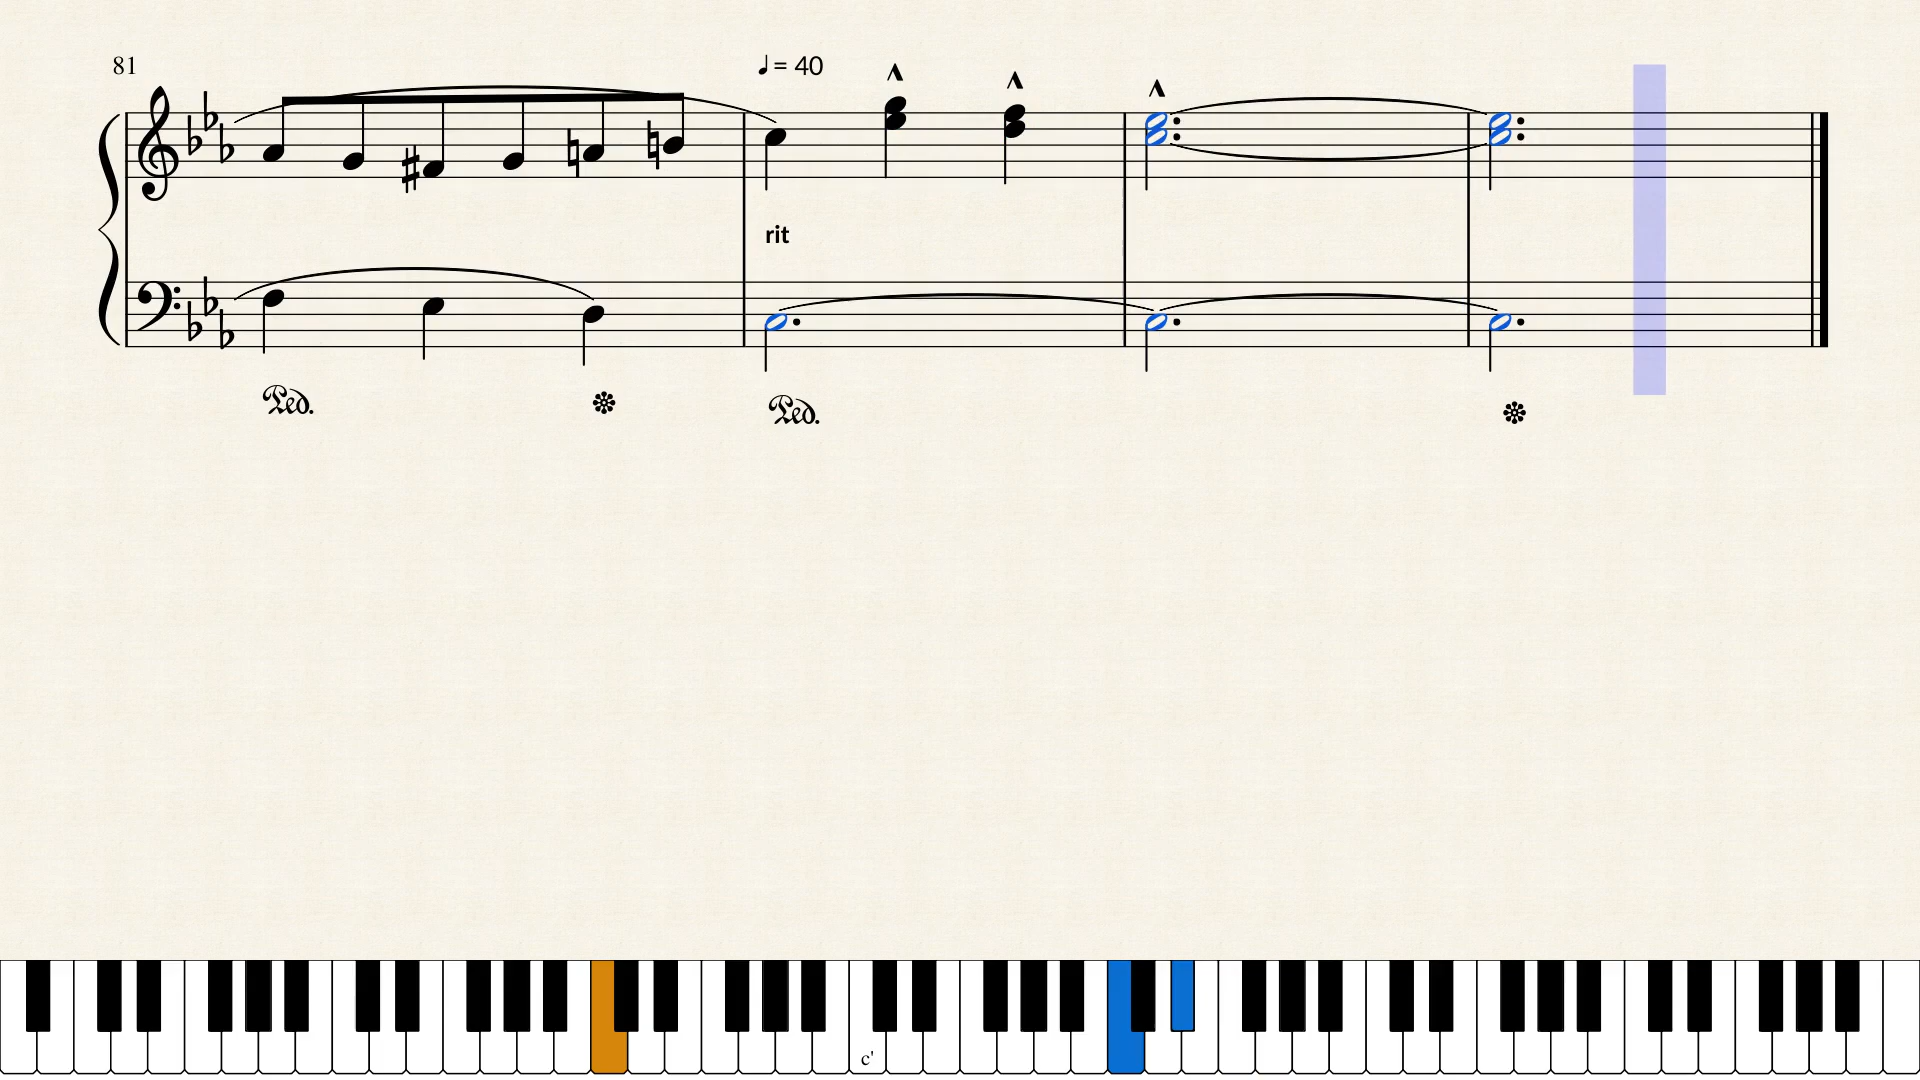 81
♩= 40
rit
Ped.
Ped.
c'